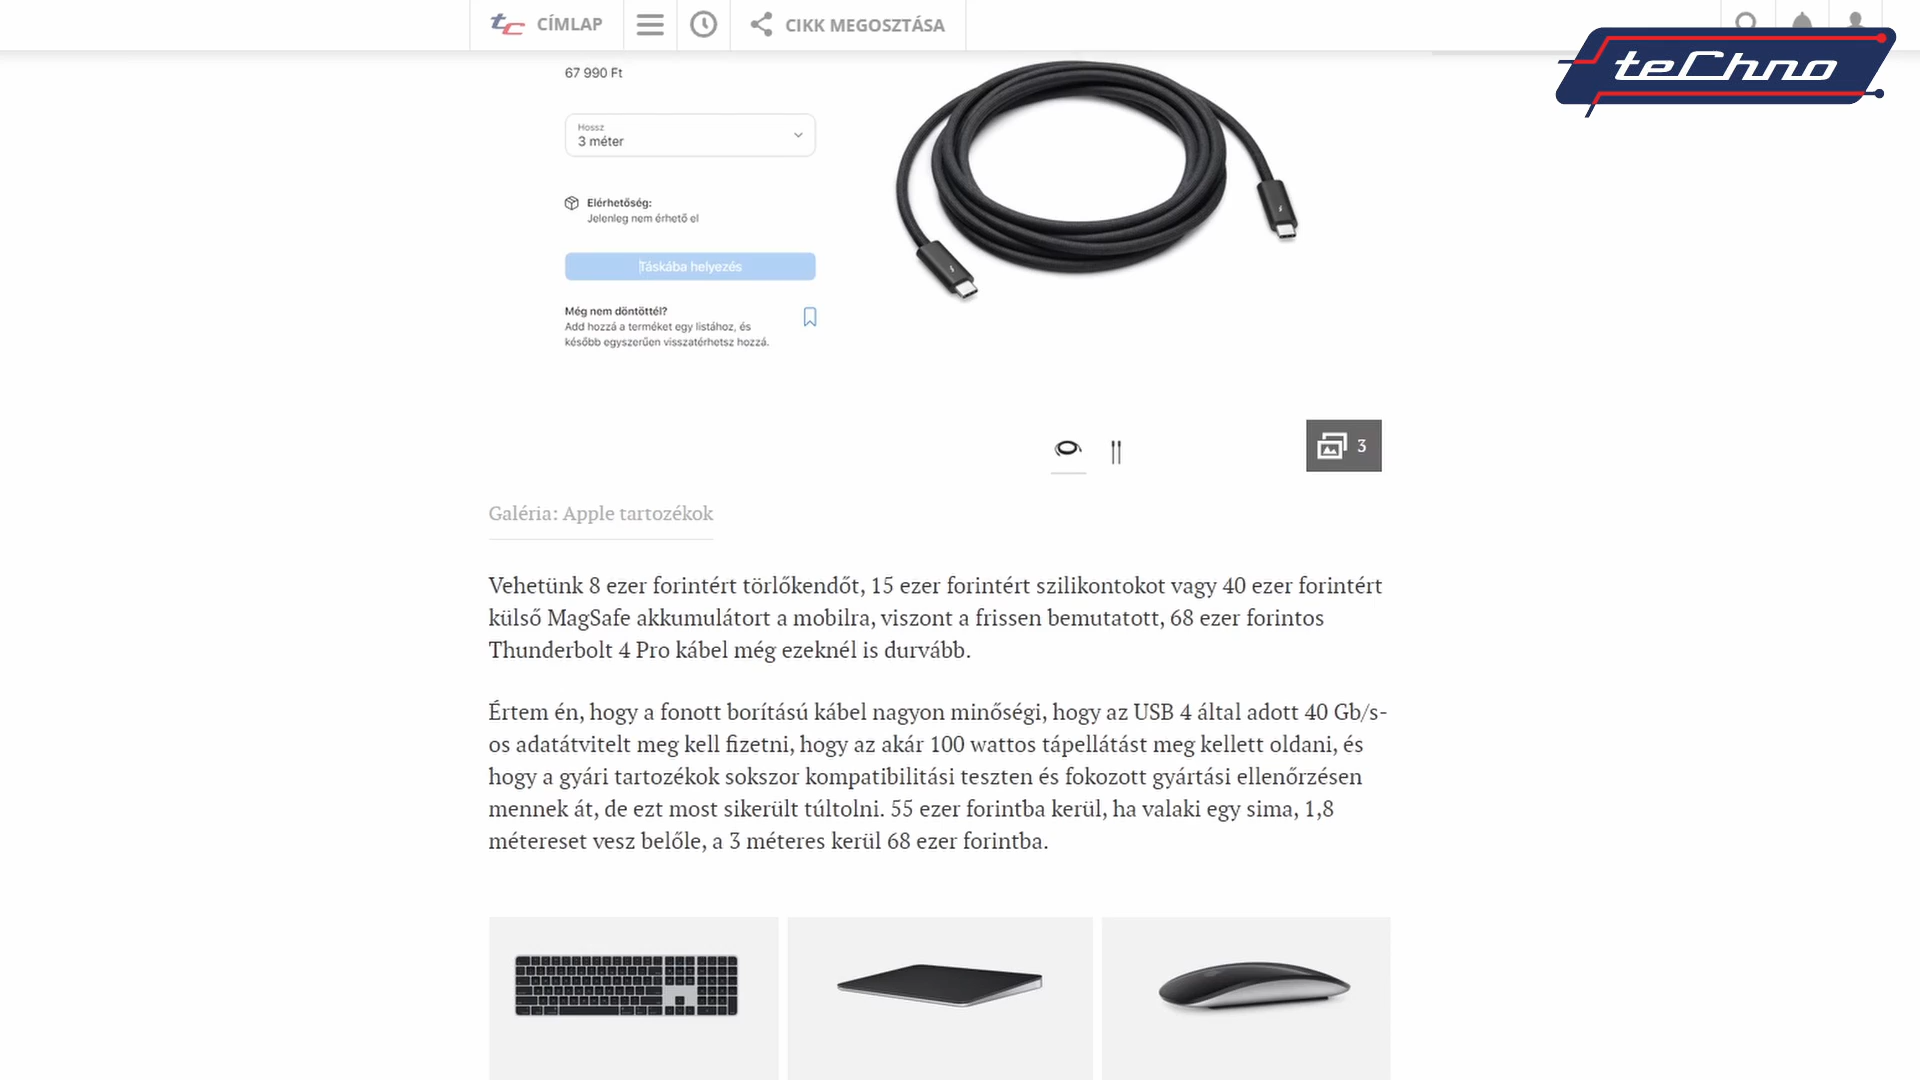 tc CÍMLAP
CIKK MEGOSZTÁSA
teChno
67 990 Ft
Hossz
3 méter
Elérhetőség:
Jelenleg nem érhető el
Táskába helyezés
Még nem döntöttél?
Add hozzá a terméket egy listához, és
később egyszerűen visszatérhetsz hozzá.
3
Galéria: Apple tartozékok
Vehetünk 8 ezer forintért törlőkendőt, 15 ezer forintért szilikontokot vagy 40 ezer forintért
külső MagSafe akkumulátort a mobilra, viszont a frissen bemutatott, 68 ezer forintos
Thunderbolt 4 Pro kábel még ezeknél is durvább.
Értem én, hogy a fonott borítású kábel nagyon minőségi, hogy az USB 4 által adott 40 Gb/s-
os adatátvitelt meg kell fizetni, hogy az akár 100 wattos tápellátást meg kellett oldani, és
hogy a gyári tartozékok sokszor kompatibilitási teszten és fokozott gyártási ellenőrzésen
mennek át, de ezt most sikerült túltolni. 55 ezer forintba kerül, ha valaki egy sima, 1,8
métereset vesz belőle, a 3 méteres kerül 68 ezer forintba.